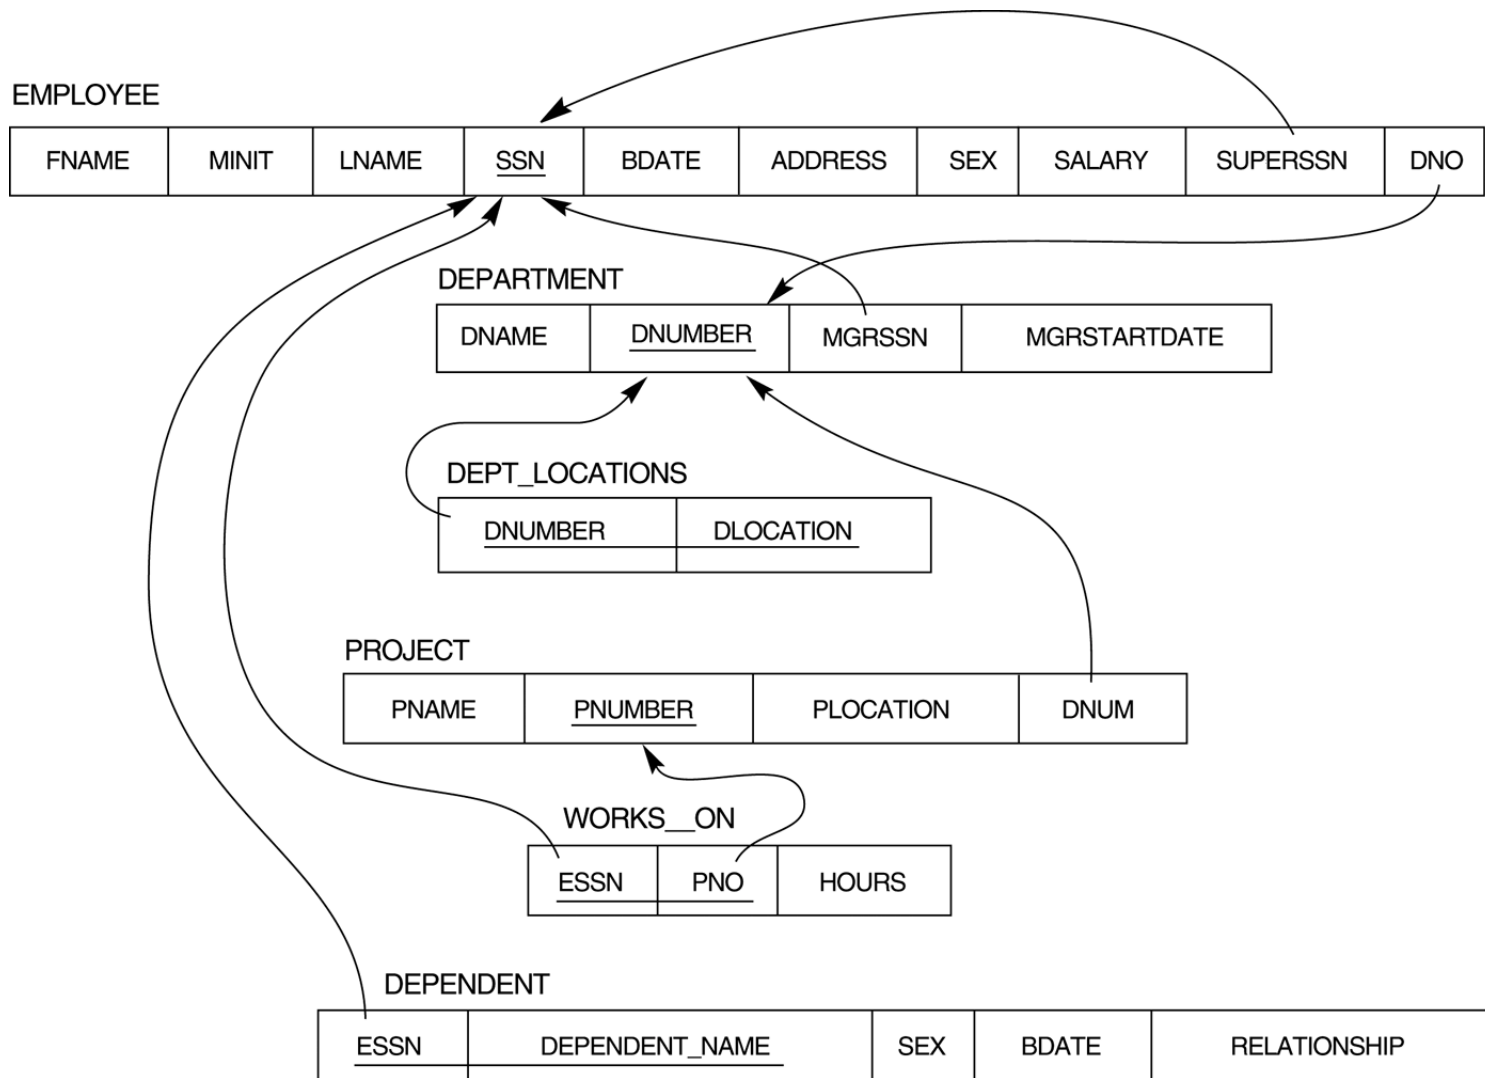 EMPLOYEE
FNAME MINIT LNAME SSN BDATE ADDRESS SEX SALARY SUPERSSN DNO
DEPARTMENT
DNAME DNUMBER MGRSSN MGRSTARTDATE
DEPT_LOCATIONS
DNUMBER DLOCATION
PROJECT
PNAME PNUMBER PLOCATION DNUM
WORKS__ON
ESSN PNO HOURS
DEPENDENT
ESSN DEPENDENT_NAME SEX BDATE RELATIONSHIP